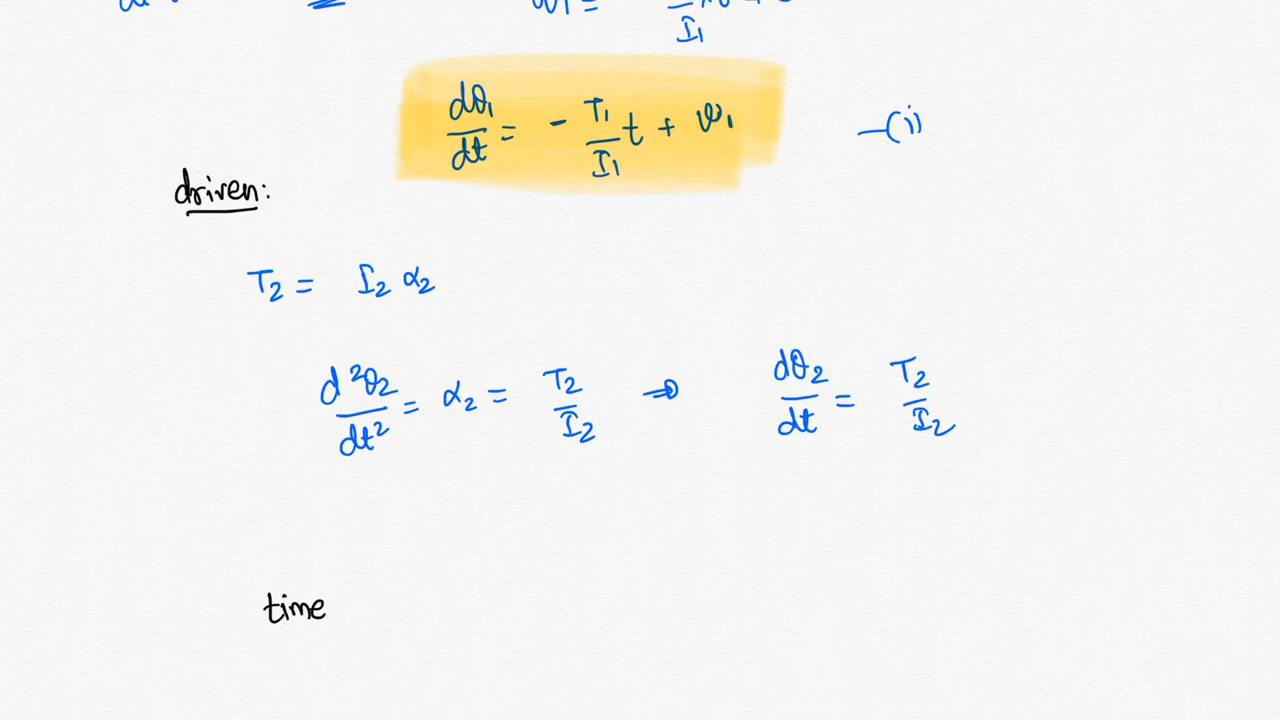 I₁
dθ₁/dt = - T₁/I₁ t + ω₁ —(i)
driven:
T₂ = I₂ α₂
d²θ₂/dt² = α₂ = T₂/I₂ ⇒ dθ₂/dt = T₂/I₂
time